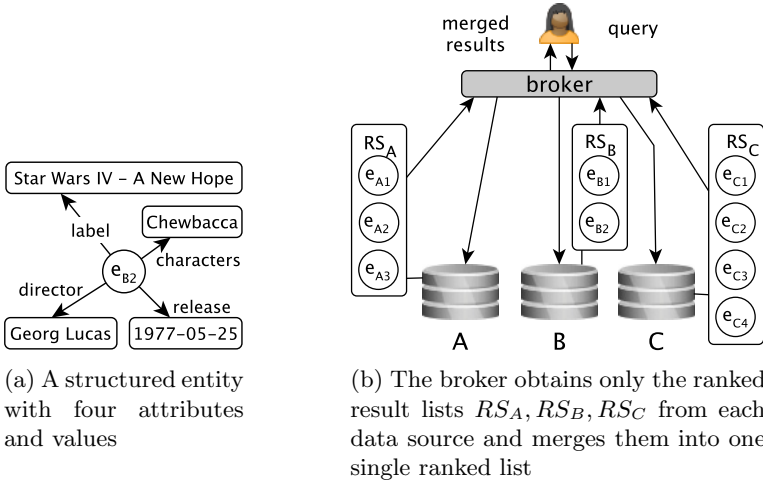 merged
results
query
broker
RS_A
e_A1
e_A2
e_A3
RS_B
e_B1
e_B2
RS_C
e_C1
e_C2
e_C3
e_C4
A
B
C
Star Wars IV – A New Hope
label
Chewbacca
characters
e_B2
director
release
Georg Lucas
1977-05-25
(a) A structured entity
with four attributes
and values
(b) The broker obtains only the ranked
result lists RS_A, RS_B, RS_C from each
data source and merges them into one
single ranked list